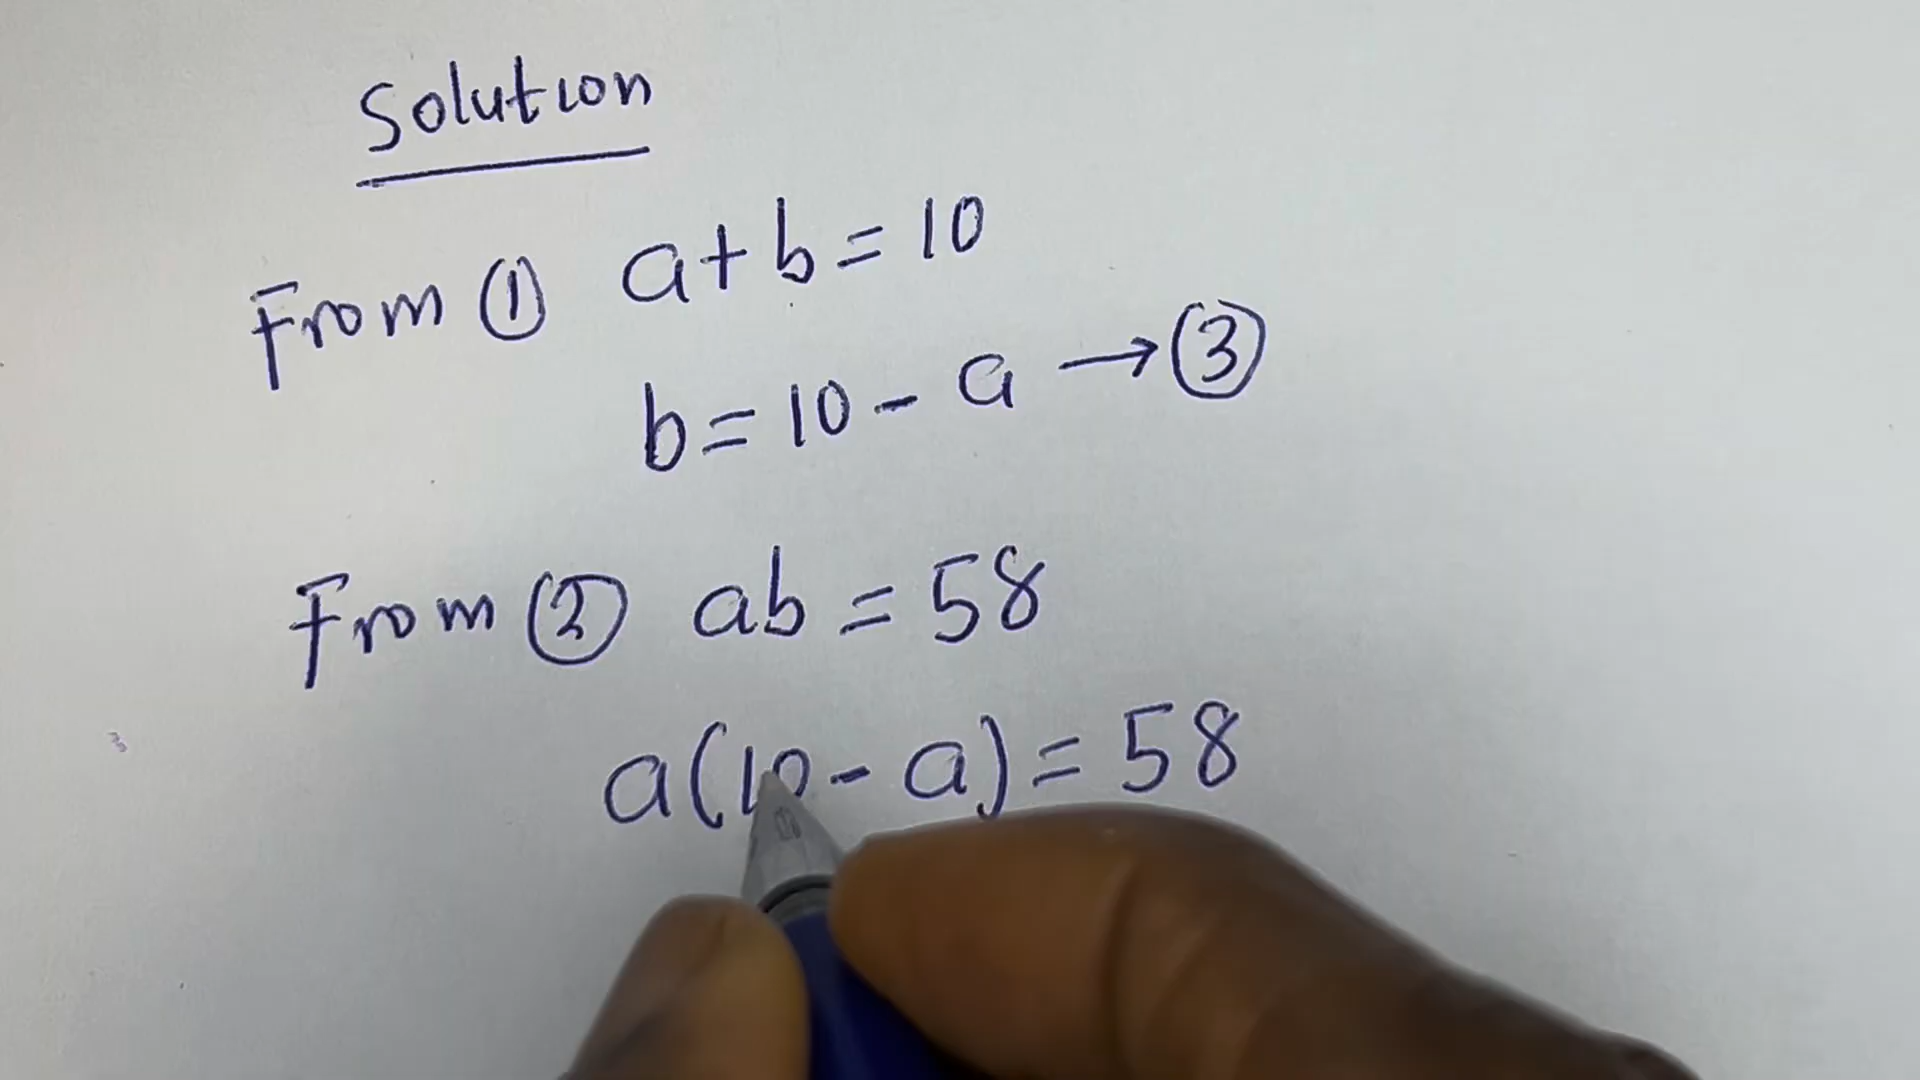 Solution
From ① a+b=10
b=10-a→③
From ② ab=58
a(10-a)=58